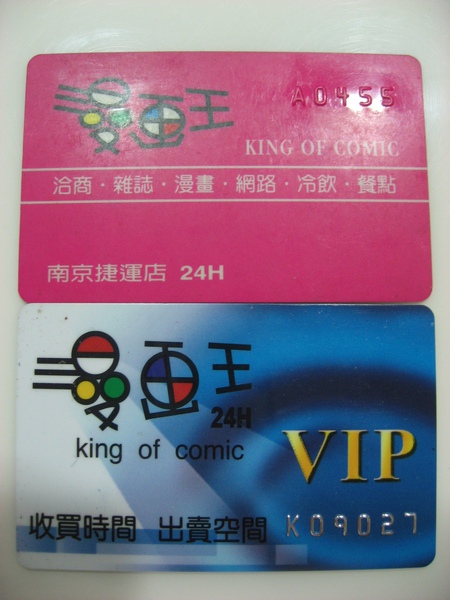 漫画王
A0455
KING OF COMIC
洽商・雜誌・漫畫・網路・冷飲・餐點
南京捷運店 24H
漫画王
24H
king of comic
VIP
收買時間 出賣空間 K09027